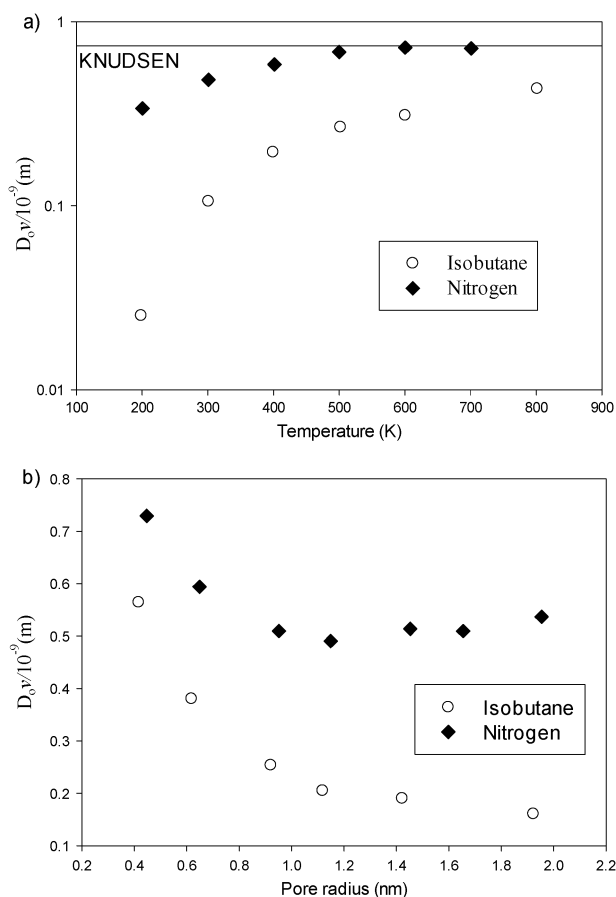 a)
1
KNUDSEN
0.1
0.01
D₀v/10⁻⁹(m)
Isobutane
Nitrogen
100 200 300 400 500 600 700 800 900
Temperature (K)
b)
0.8
0.7
0.6
0.5
0.4
0.3
0.2
0.1
D₀v/10⁻⁹(m)
Isobutane
Nitrogen
0.2 0.4 0.6 0.8 1.0 1.2 1.4 1.6 1.8 2.0 2.2
Pore radius (nm)